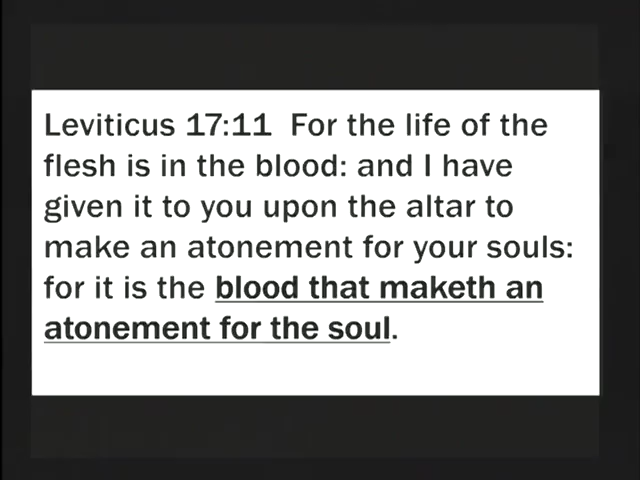 Leviticus 17:11  For the life of the
flesh is in the blood: and I have
given it to you upon the altar to
make an atonement for your souls:
for it is the blood that maketh an
atonement for the soul.